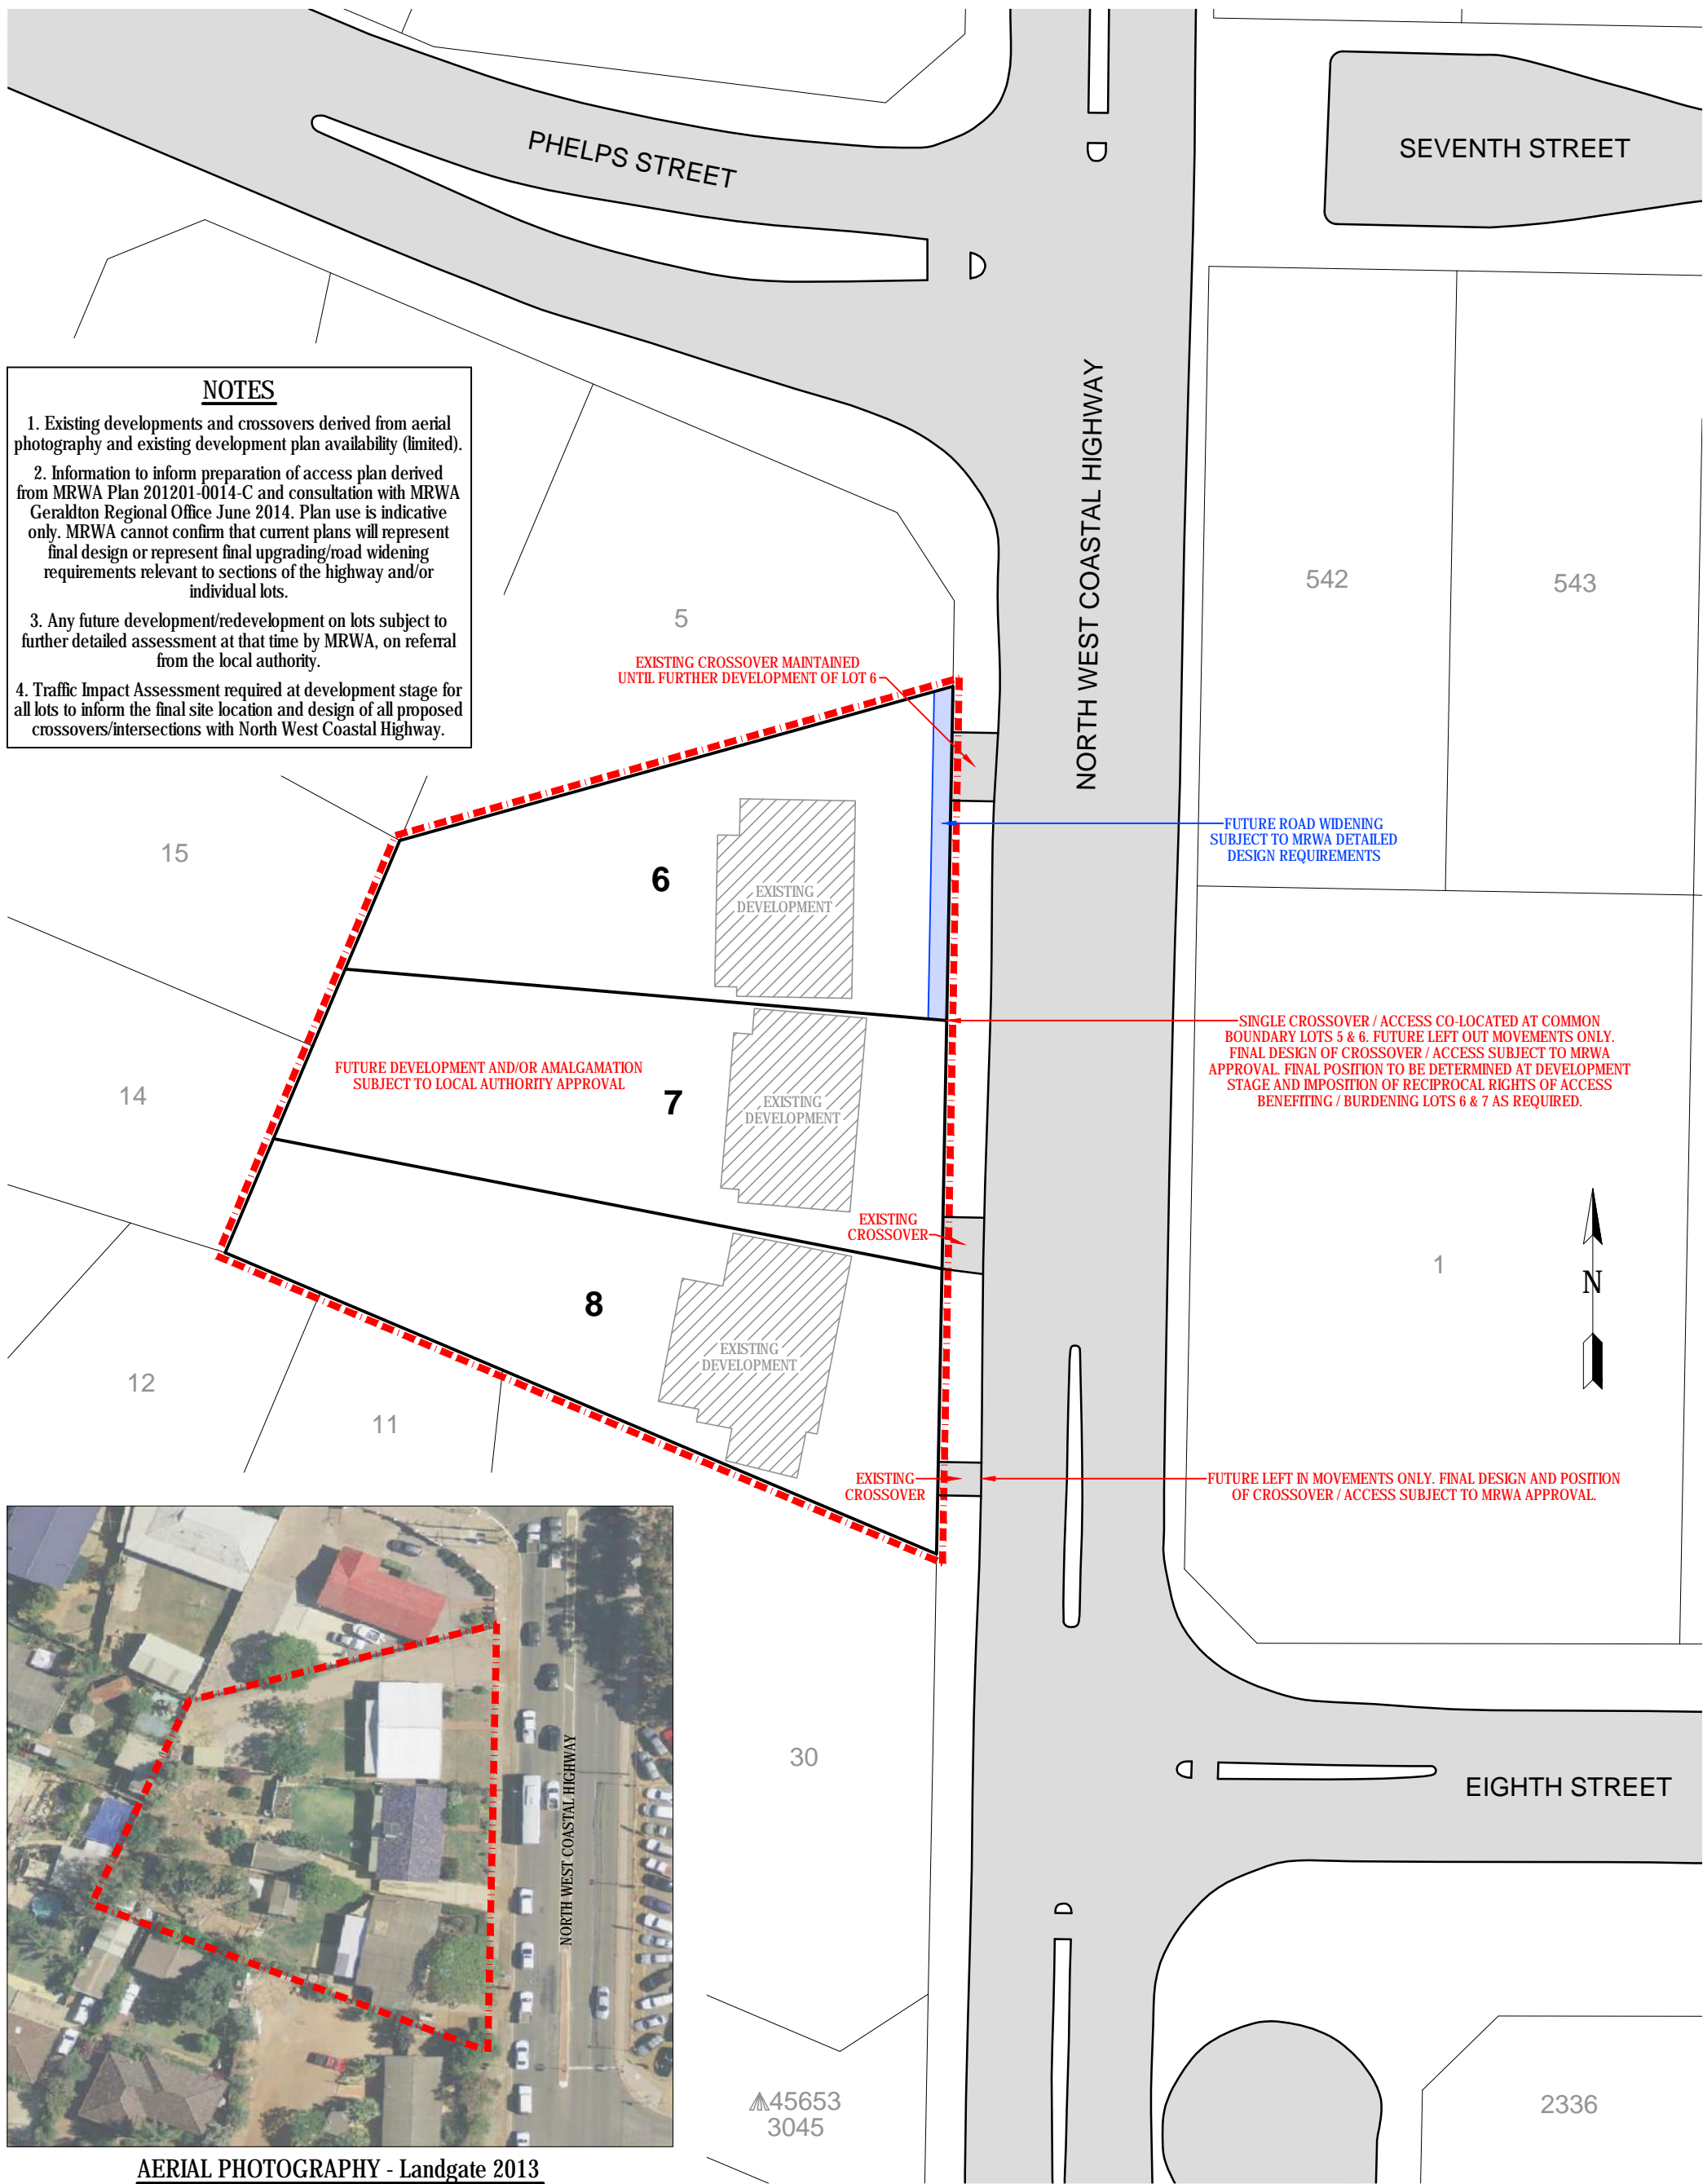 PHELPS STREET
SEVENTH STREET
NORTH WEST COASTAL HIGHWAY
NOTES
1. Existing developments and crossovers derived from aerial
photography and existing development plan availability (limited).
2. Information to inform preparation of access plan derived
from MRWA Plan 201201-0014-C and consultation with MRWA
Geraldton Regional Office June 2014. Plan use is indicative
only. MRWA cannot confirm that current plans will represent
final design or represent final upgrading/road widening
requirements relevant to sections of the highway and/or
individual lots.
3. Any future development/redevelopment on lots subject to
further detailed assessment at that time by MRWA, on referral
from the local authority.
4. Traffic Impact Assessment required at development stage for
all lots to inform the final site location and design of all proposed
crossovers/intersections with North West Coastal Highway.
542
543
5
EXISTING CROSSOVER MAINTAINED
UNTIL FURTHER DEVELOPMENT OF LOT 6
FUTURE ROAD WIDENING
SUBJECT TO MRWA DETAILED
DESIGN REQUIREMENTS
15
6
EXISTING
DEVELOPMENT
SINGLE CROSSOVER / ACCESS CO-LOCATED AT COMMON
BOUNDARY LOTS 5 & 6. FUTURE LEFT OUT MOVEMENTS ONLY.
FINAL DESIGN OF CROSSOVER / ACCESS SUBJECT TO MRWA
APPROVAL. FINAL POSITION TO BE DETERMINED AT DEVELOPMENT
STAGE AND IMPOSITION OF RECIPROCAL RIGHTS OF ACCESS
BENEFITING / BURDENING LOTS 6 & 7 AS REQUIRED.
FUTURE DEVELOPMENT AND/OR AMALGAMATION
SUBJECT TO LOCAL AUTHORITY APPROVAL
14
7
EXISTING
DEVELOPMENT
EXISTING
CROSSOVER
1
N
8
EXISTING
DEVELOPMENT
12
11
EXISTING
CROSSOVER
FUTURE LEFT IN MOVEMENTS ONLY. FINAL DESIGN AND POSITION
OF CROSSOVER / ACCESS SUBJECT TO MRWA APPROVAL.
NORTH WEST COASTAL HIGHWAY
30
EIGHTH STREET
45653
3045
2336
AERIAL PHOTOGRAPHY - Landgate 2013